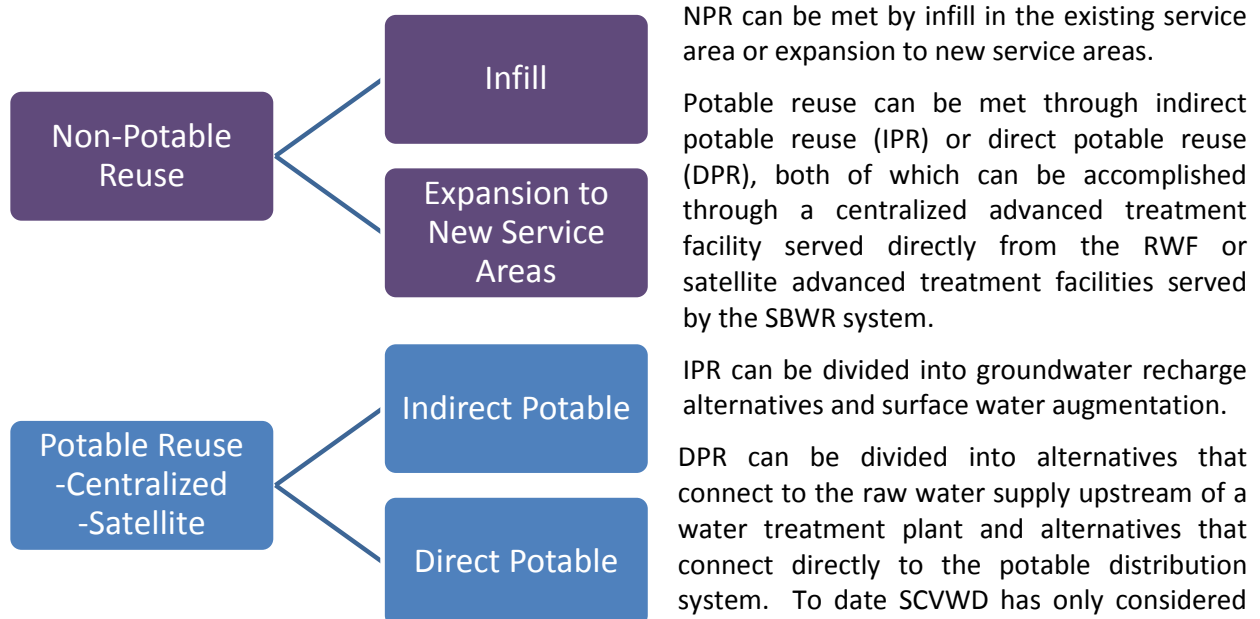 Non-Potable
Reuse
Infill
Expansion to
New Service
Areas
Potable Reuse
-Centralized
-Satellite
Indirect Potable
Direct Potable
NPR can be met by infill in the existing service
area or expansion to new service areas.
Potable reuse can be met through indirect
potable reuse (IPR) or direct potable reuse
(DPR), both of which can be accomplished
through a centralized advanced treatment
facility served directly from the RWF or
satellite advanced treatment facilities served
by the SBWR system.
IPR can be divided into groundwater recharge
alternatives and surface water augmentation.
DPR can be divided into alternatives that
connect to the raw water supply upstream of a
water treatment plant and alternatives that
connect directly to the potable distribution
system. To date SCVWD has only considered